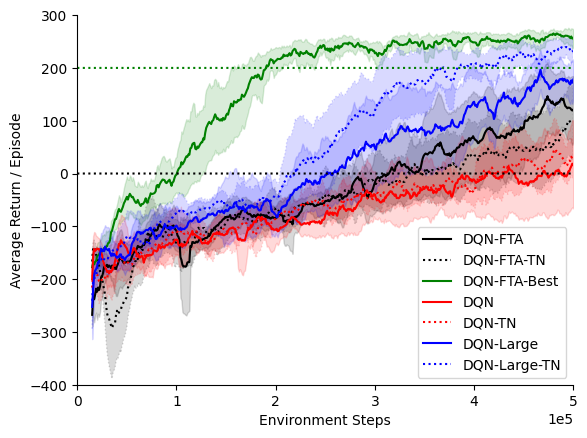 300
200
100
0
−100
−200
−300
−400
Average Return / Episode
0
1
2
3
4
5
1e5
Environment Steps
DQN-FTA
DQN-FTA-TN
DQN-FTA-Best
DQN
DQN-TN
DQN-Large
DQN-Large-TN